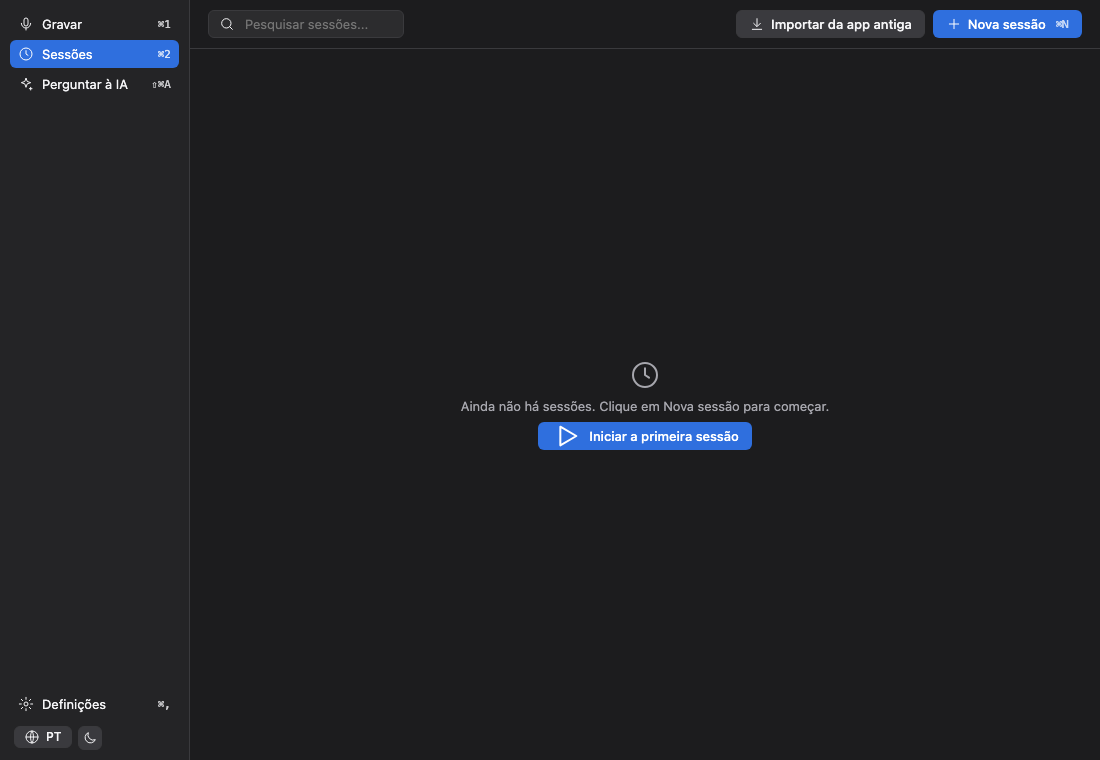 Gravar ⌘1
Sessões ⌘2
Perguntar à IA ⇧⌘A
Pesquisar sessões...
Importar da app antiga
Nova sessão ⌘N
Ainda não há sessões. Clique em Nova sessão para começar.
Iniciar a primeira sessão
Definições ⌘,
PT